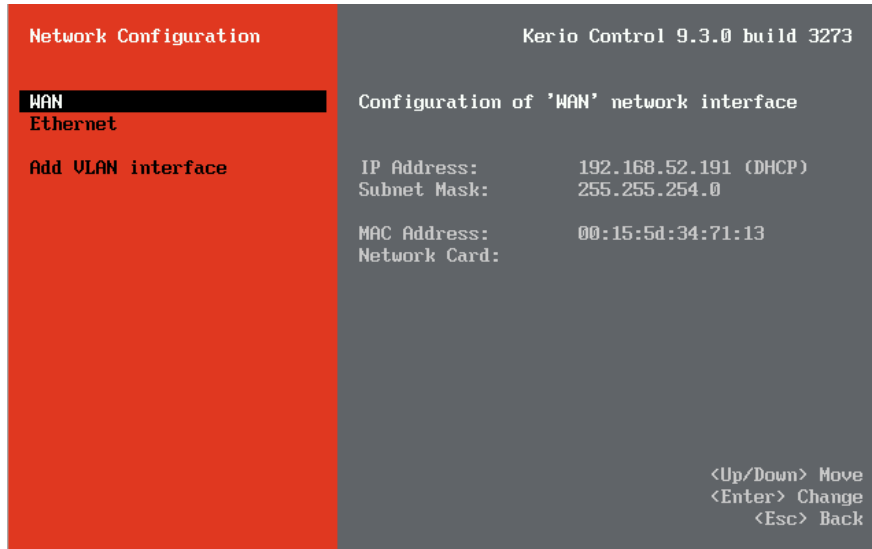 Network Configuration
Kerio Control 9.3.0 build 3273
WAN
Ethernet
Add VLAN interface
Configuration of 'WAN' network interface
IP Address: 192.168.52.191 (DHCP)
Subnet Mask: 255.255.254.0
MAC Address: 00:15:5d:34:71:13
Network Card:
<Up/Down> Move
<Enter> Change
<Esc> Back